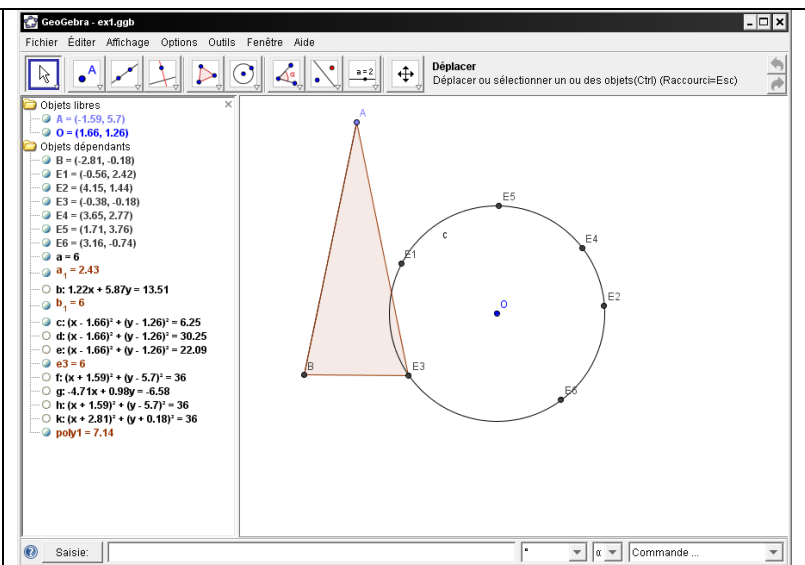 GeoGebra - ex1.ggb
Fichier Éditer Affichage Options Outils Fenêtre Aide
A
α
a=2
Déplacer
Déplacer ou sélectionner un ou des objets(Ctrl) (Raccourci=Esc)
Objets libres
A = (-1.59, 5.7)
O = (1.66, 1.26)
Objets dépendants
B = (-2.81, -0.18)
E1 = (-0.56, 2.42)
E2 = (4.15, 1.44)
E3 = (-0.38, -0.18)
E4 = (3.65, 2.77)
E5 = (1.71, 3.76)
E6 = (3.16, -0.74)
a = 6
a₁ = 2.43
b: 1.22x + 5.87y = 13.51
b₁ = 6
c: (x - 1.66)² + (y - 1.26)² = 6.25
d: (x - 1.66)² + (y - 1.26)² = 30.25
e: (x - 1.66)² + (y - 1.26)² = 22.09
e3 = 6
f: (x + 1.59)² + (y - 5.7)² = 36
g: -4.71x + 0.98y = -6.58
h: (x + 1.59)² + (y - 5.7)² = 36
k: (x + 2.81)² + (y + 0.18)² = 36
poly1 = 7.14
A
E5
c
E4
E1
E2
O
B
E3
E6
Saisie:
°
α
Commande ...